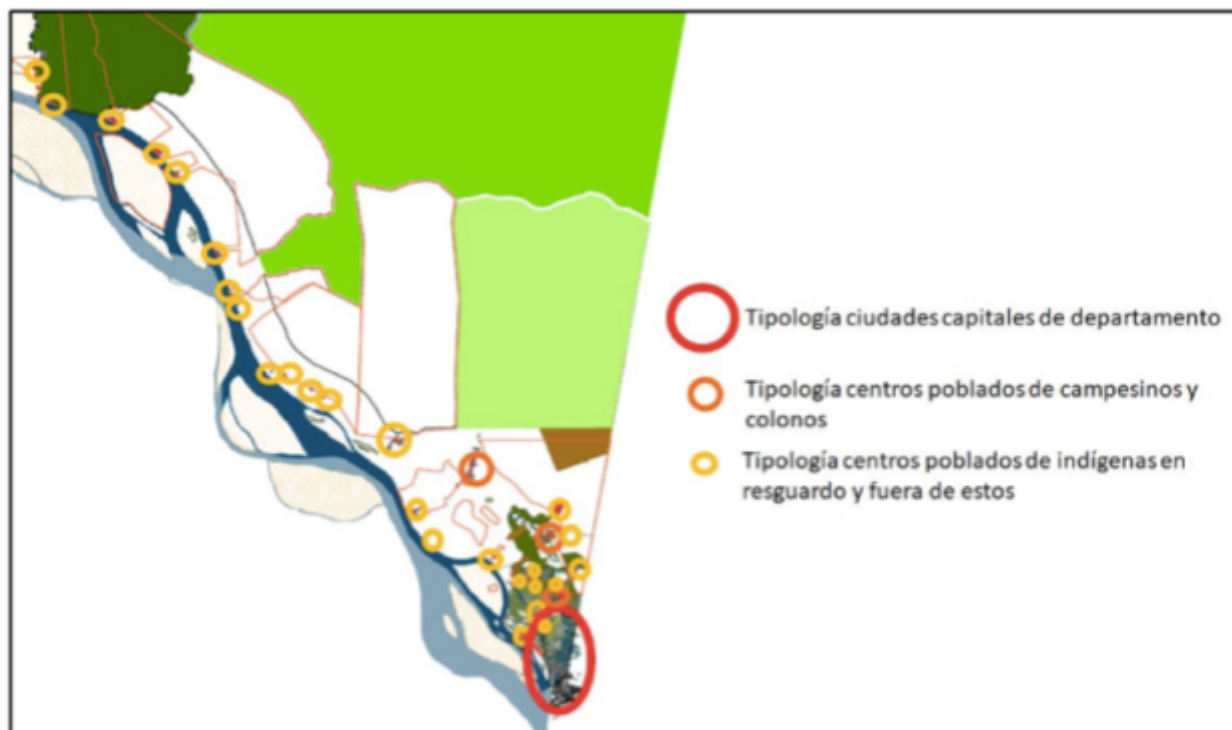 Tipología ciudades capitales de departamento
Tipología centros poblados de campesinos y
colonos
Tipología centros poblados de indígenas en
resguardo y fuera de estos